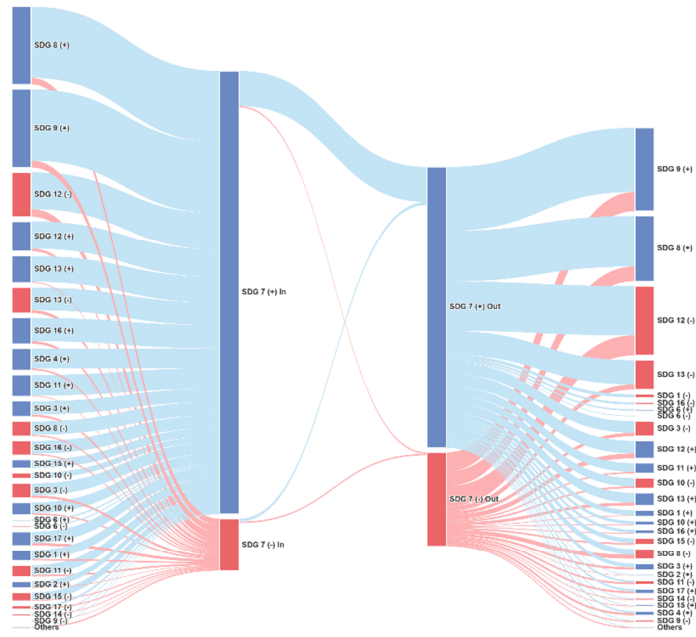 SDG 8 (+)
SDG 9 (+)
SDG 12 (-)
SDG 12 (+)
SDG 13 (+)
SDG 13 (-)
SDG 16 (+)
SDG 4 (+)
SDG 11 (+)
SDG 3 (+)
SDG 8 (-)
SDG 16 (-)
SDG 15 (+)
SDG 10 (-)
SDG 3 (-)
SDG 10 (+)
SDG 6 (+)
SDG 6 (-)
SDG 17 (+)
SDG 1 (+)
SDG 11 (-)
SDG 2 (+)
SDG 15 (-)
SDG 17 (-)
SDG 14 (-)
SDG 9 (-)
Others
SDG 7 (+) In
SDG 7 (-) In
SDG 7 (+) Out
SDG 7 (-) Out
SDG 9 (+)
SDG 8 (+)
SDG 12 (-)
SDG 13 (-)
SDG 1 (-)
SDG 16 (-)
SDG 6 (+)
SDG 6 (-)
SDG 3 (-)
SDG 12 (+)
SDG 11 (+)
SDG 10 (-)
SDG 13 (+)
SDG 1 (+)
SDG 10 (+)
SDG 16 (+)
SDG 15 (-)
SDG 8 (-)
SDG 3 (+)
SDG 2 (+)
SDG 11 (-)
SDG 17 (+)
SDG 14 (-)
SDG 15 (+)
SDG 4 (+)
SDG 9 (-)
Others